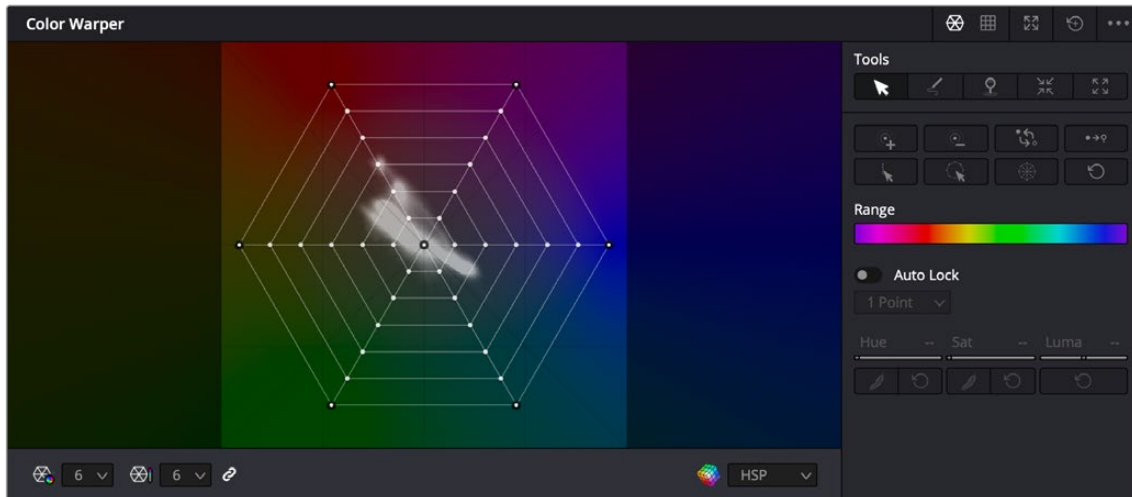 Color Warper
Tools
Range
Auto Lock
1 Point
Hue -- Sat -- Luma --
6 6 HSP